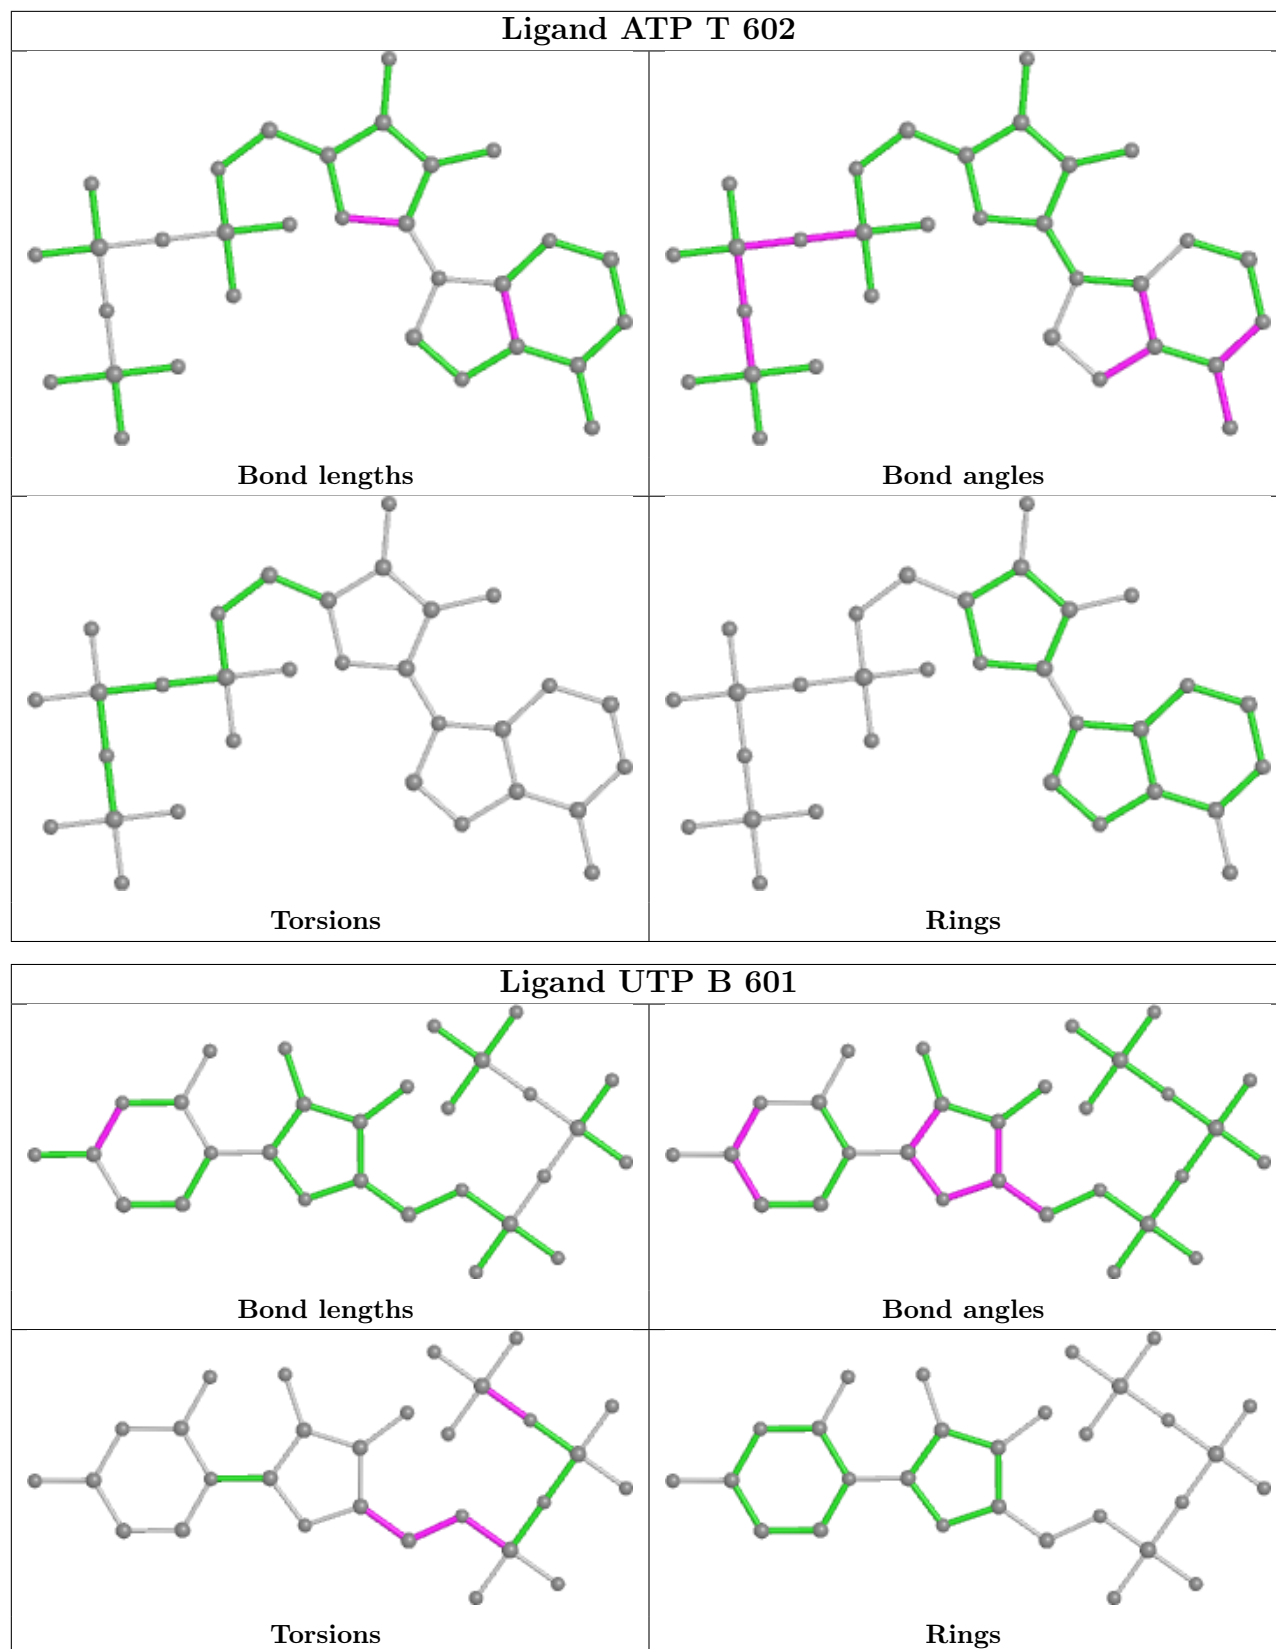 Ligand ATP T 602
Bond lengths
Bond angles
Torsions
Rings
Ligand UTP B 601
Bond lengths
Bond angles
Torsions
Rings